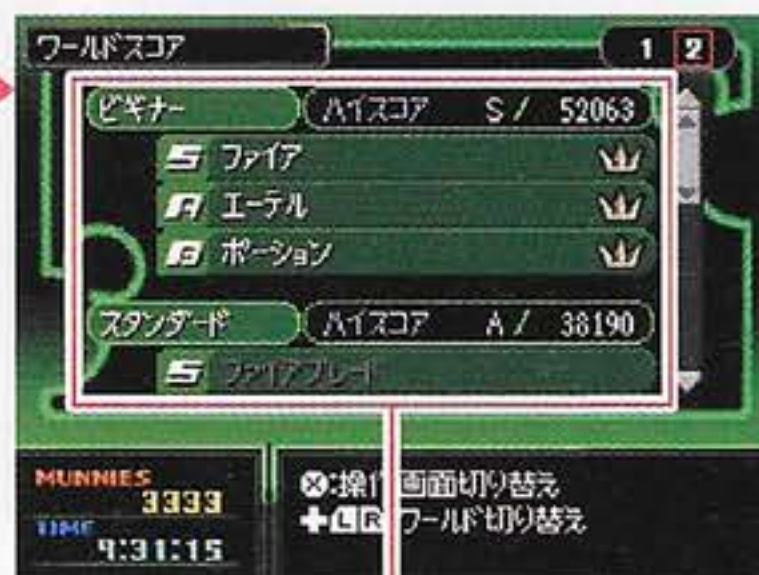 ワールドスコア 1 2
ビギナー ハイスコア S / 52063
S ファイア
A エーテル
B ポーション
スタンダード ハイスコア A / 38190
S ファイアブレート
MUNNIES
3333
TIME
9:31:15
Ⓧ:操作画面切り替え
✚L R ワールド切り替え